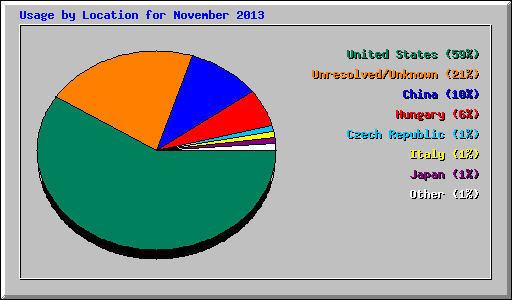 Usage by Location for November 2013
United States (59%)
Unresolved/Unknown (21%)
China (10%)
Hungary (6%)
Czech Republic (1%)
Italy (1%)
Japan (1%)
Other (1%)